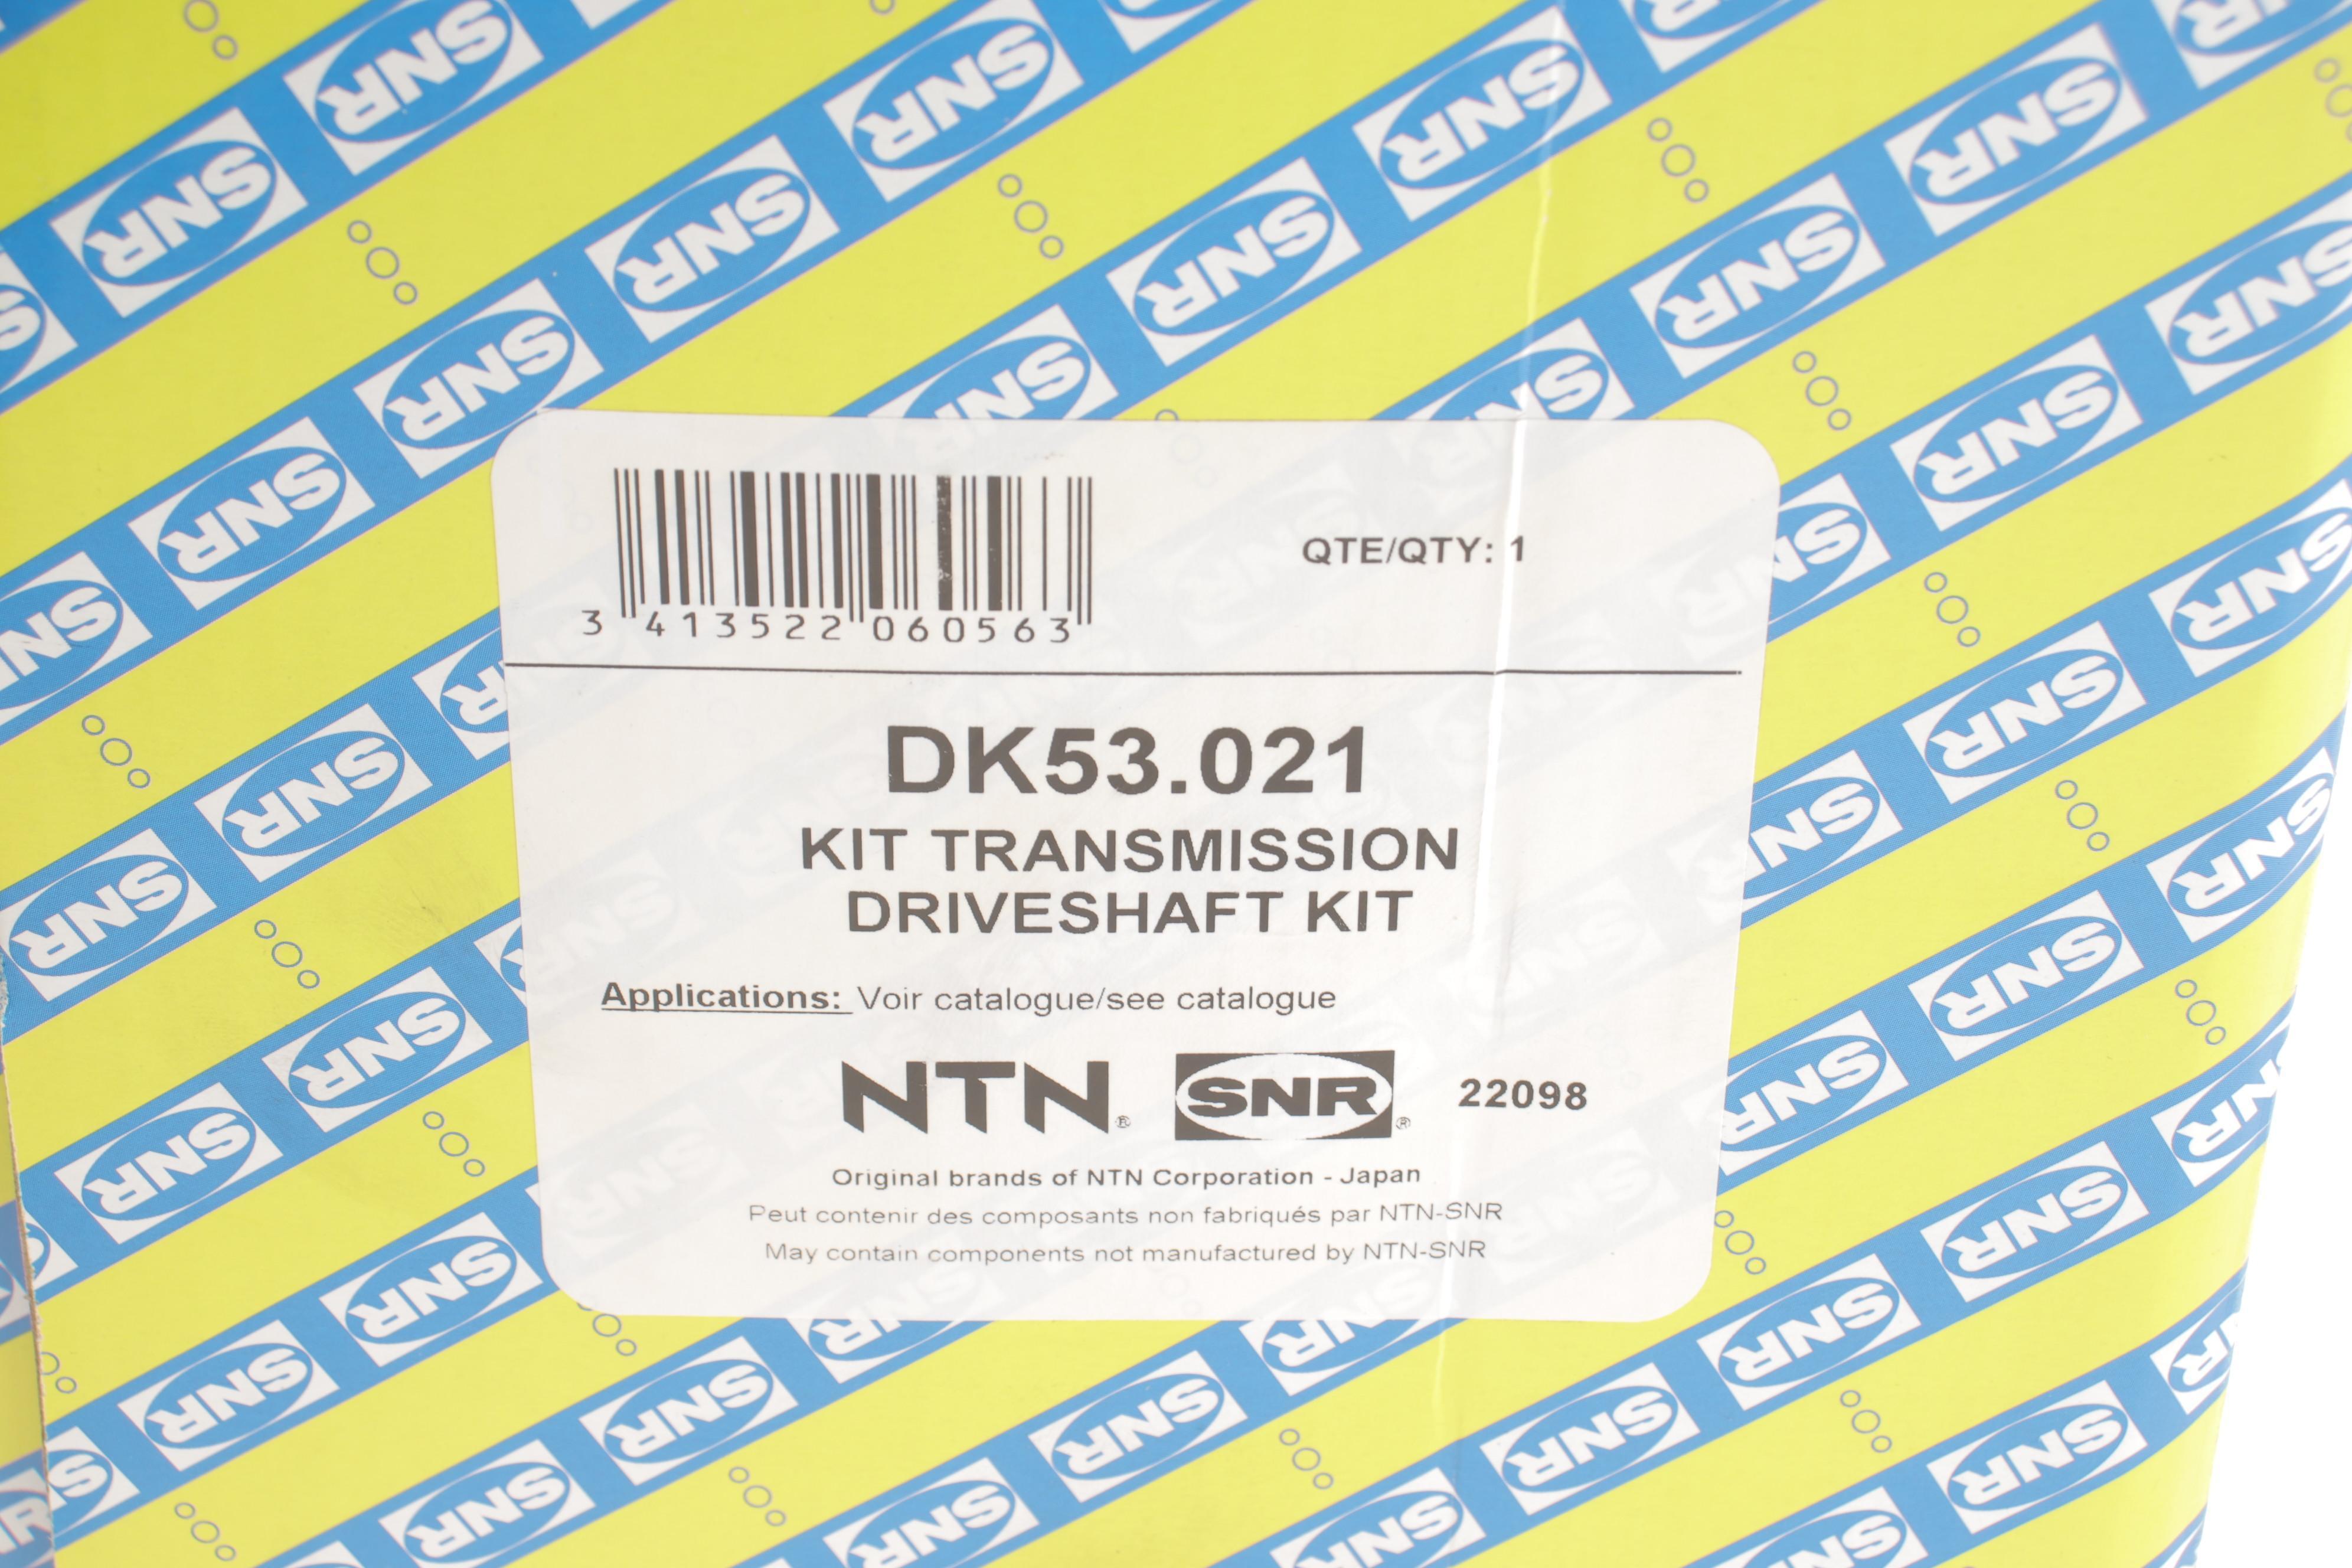 QTE/QTY: 1
3 413522 060563
DK53.021
KIT TRANSMISSION
DRIVESHAFT KIT
Applications: Voir catalogue/see catalogue
NTN® SNR® 22098
Original brands of NTN Corporation - Japan
Peut contenir des composants non fabriqués par NTN-SNR
May contain components not manufactured by NTN-SNR
SNR